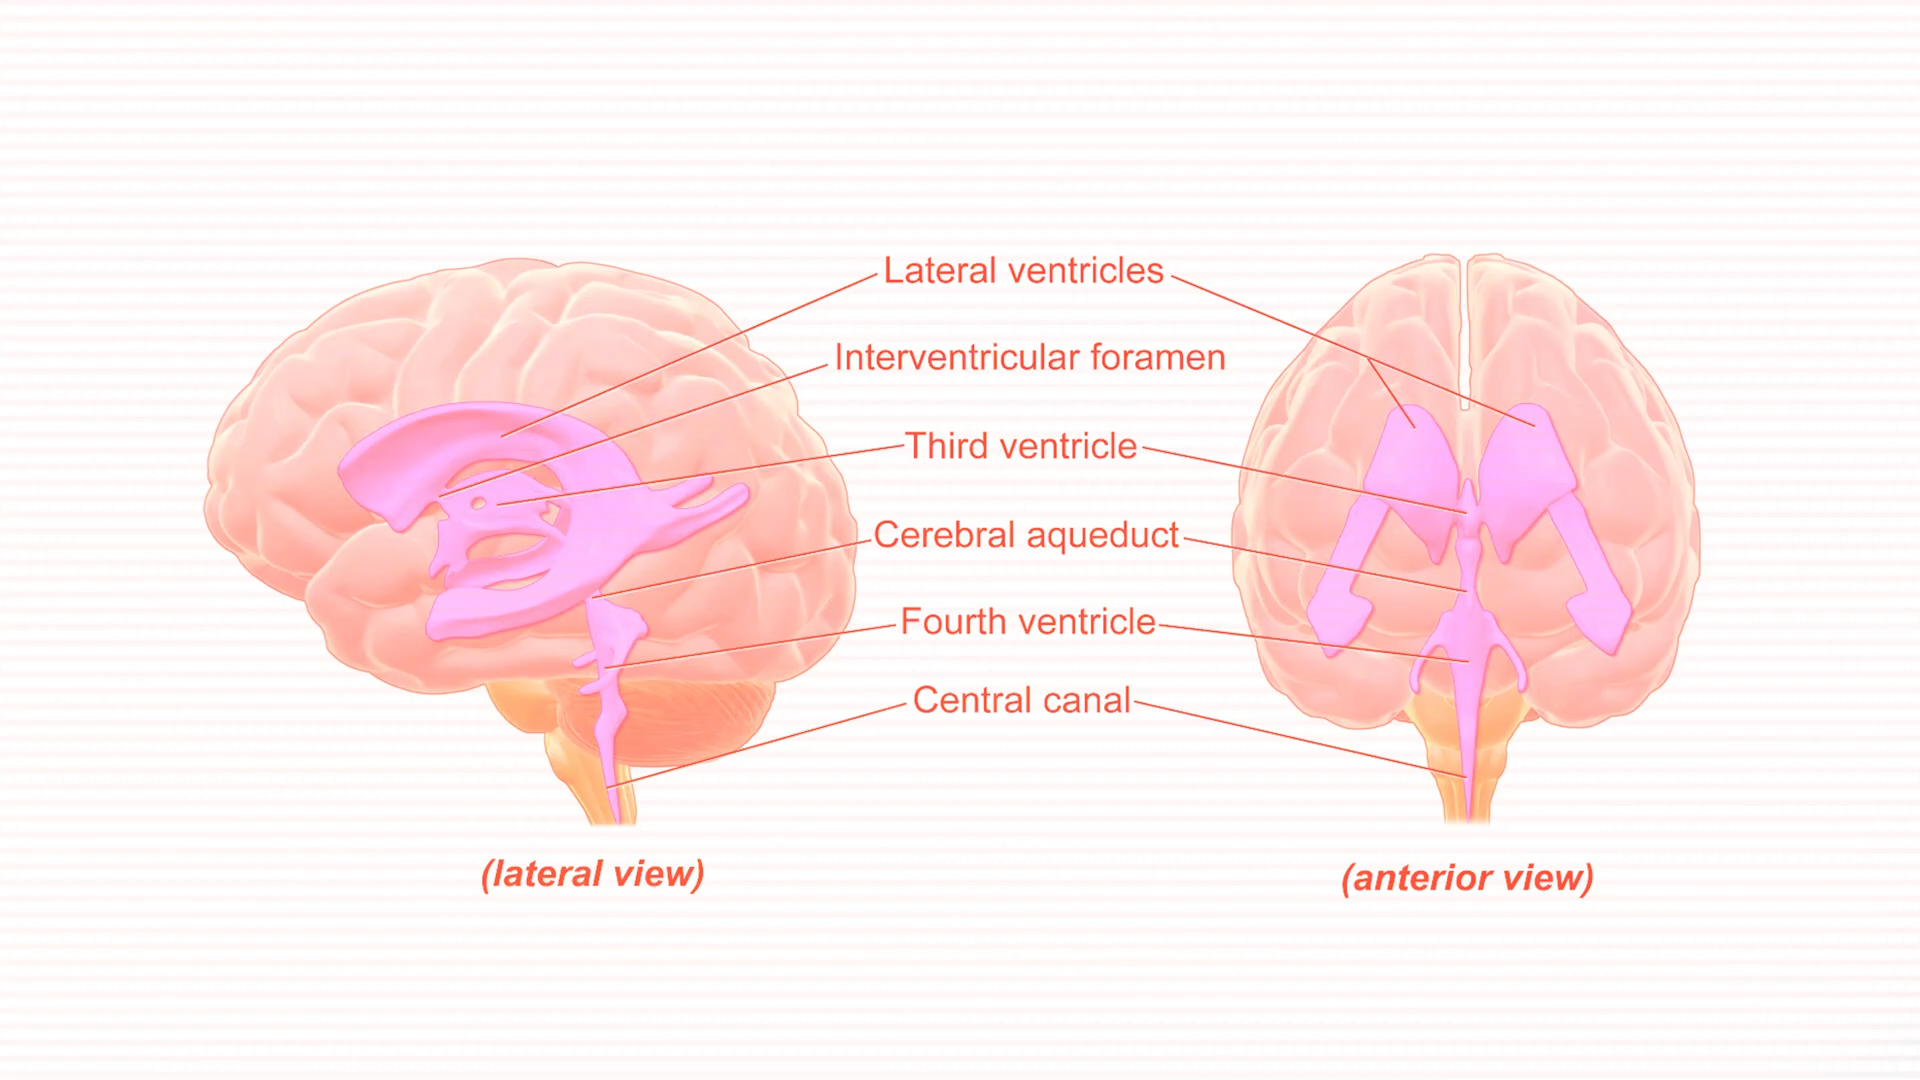 Lateral ventricles
Interventricular foramen
Third ventricle
Cerebral aqueduct
Fourth ventricle
Central canal
(lateral view)
(anterior view)